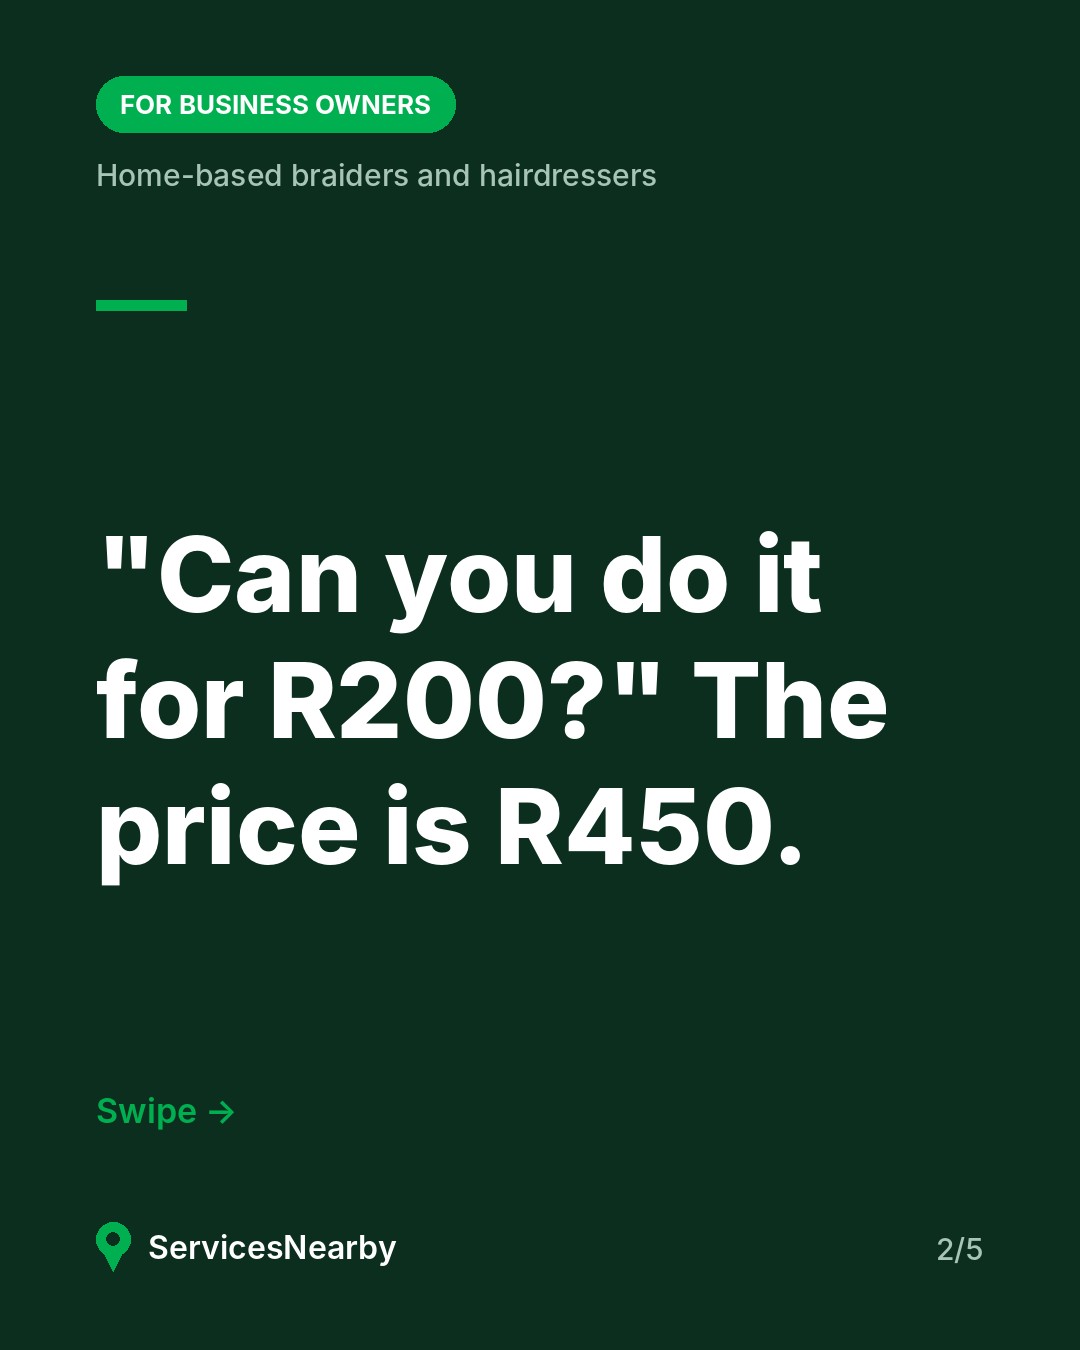 FOR BUSINESS OWNERS
Home-based braiders and hairdressers
"Can you do it
for R200?" The
price is R450.
Swipe →
ServicesNearby
2/5